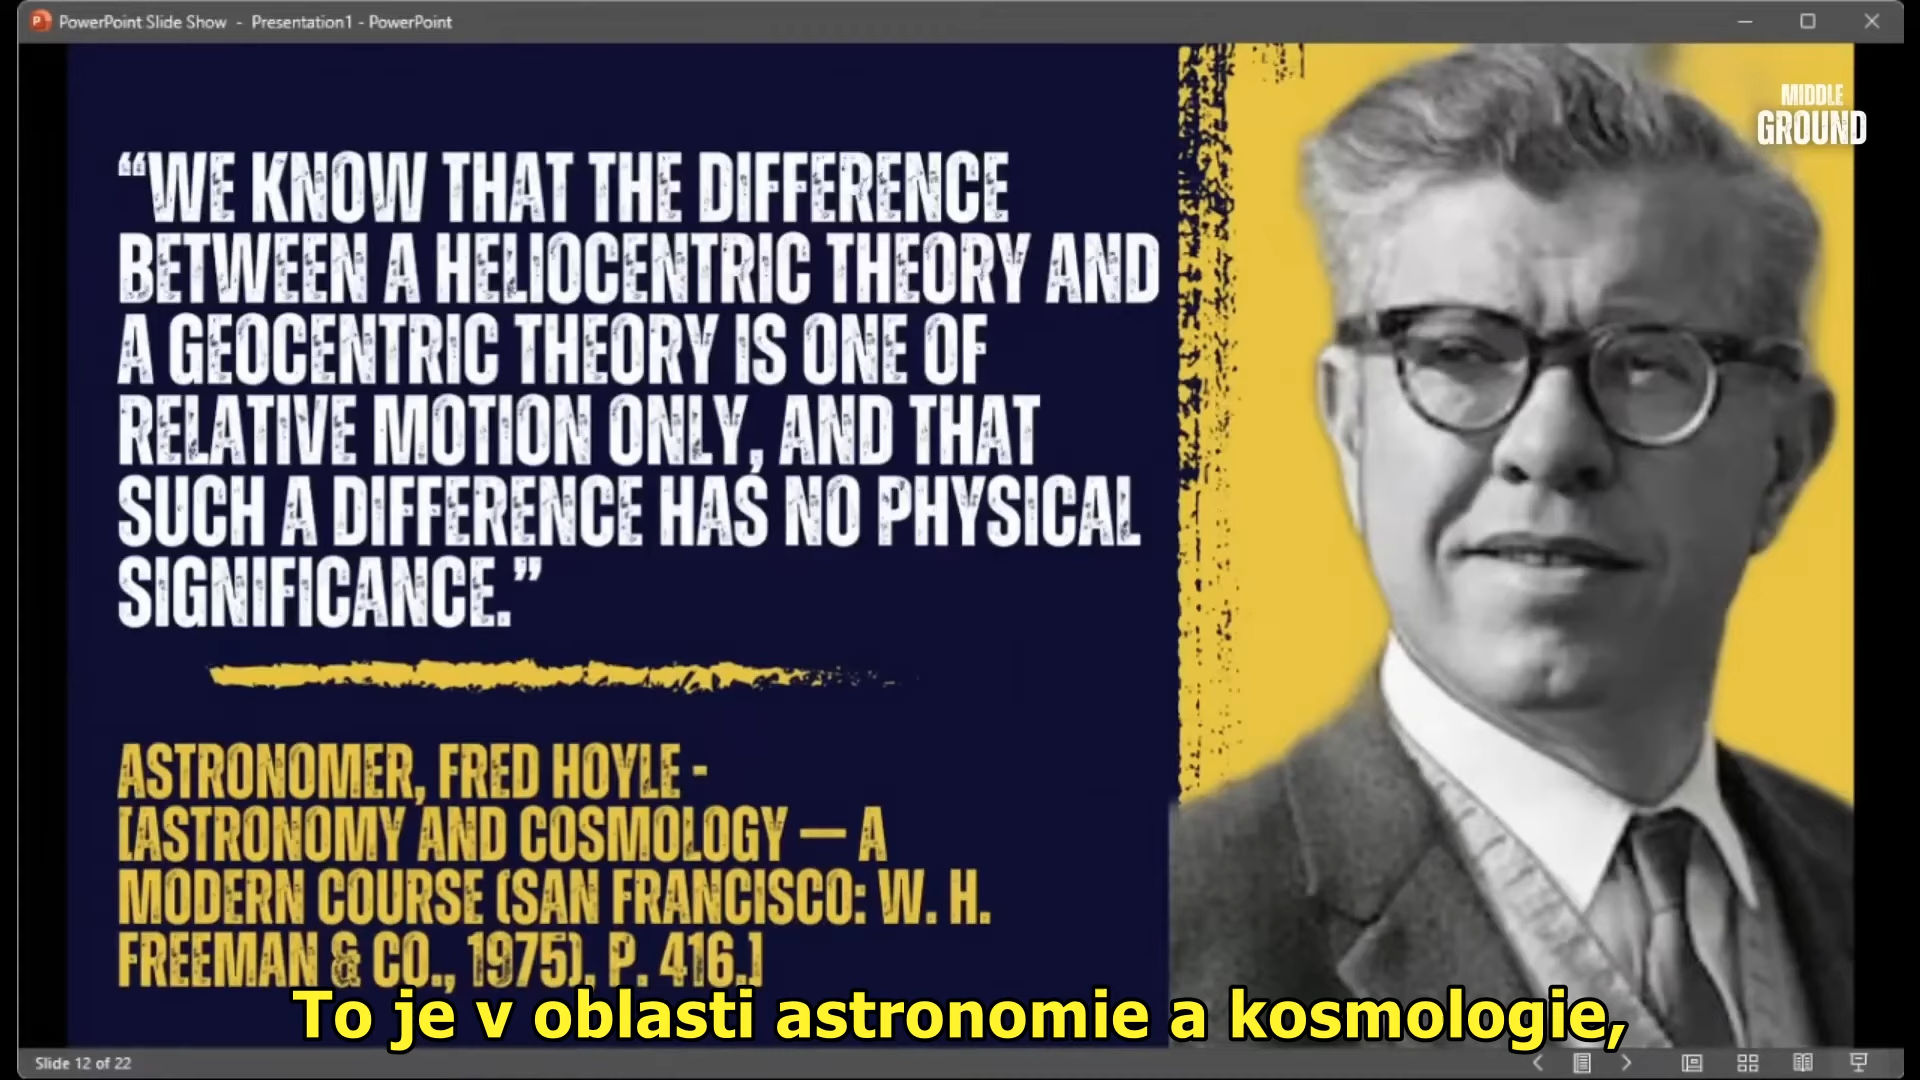 PowerPoint Slide Show - Presentation1 - PowerPoint
MIDDLE
GROUND
“WE KNOW THAT THE DIFFERENCE
BETWEEN A HELIOCENTRIC THEORY AND
A GEOCENTRIC THEORY IS ONE OF
RELATIVE MOTION ONLY, AND THAT
SUCH A DIFFERENCE HAS NO PHYSICAL
SIGNIFICANCE.”
ASTRONOMER, FRED HOYLE -
[ASTRONOMY AND COSMOLOGY — A
MODERN COURSE (SAN FRANCISCO: W. H.
FREEMAN & CO., 1975), P. 416.]
To je v oblasti astronomie a kosmologie,
Slide 12 of 22